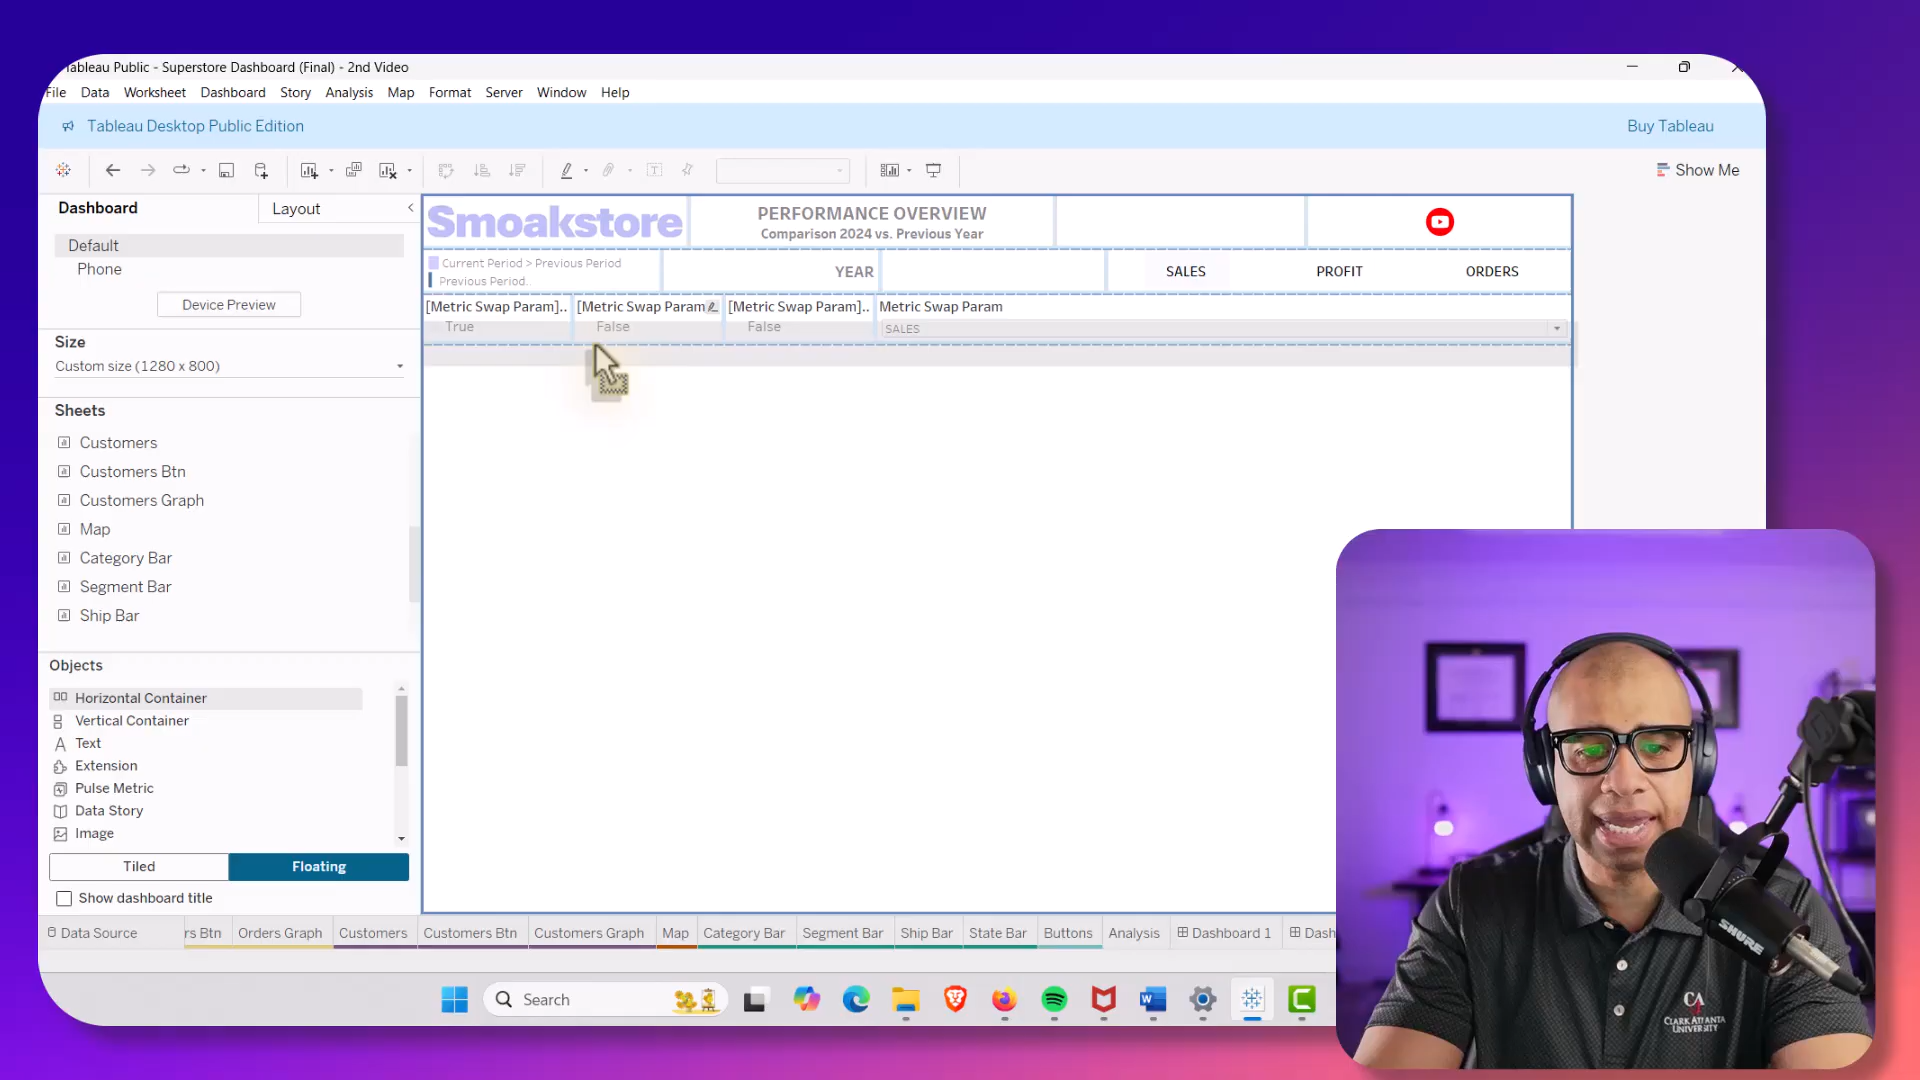 Tableau Public - Superstore Dashboard (Final) - 2nd Video
File Data Worksheet Dashboard Story Analysis Map Format Server Window Help
Tableau Desktop Public Edition
Buy Tableau
Show Me
Dashboard
Layout
Default
Phone
Device Preview
Size
Custom size (1280 x 800)
Sheets
Customers
Customers Btn
Customers Graph
Map
Category Bar
Segment Bar
Ship Bar
Objects
Horizontal Container
Vertical Container
Text
Extension
Pulse Metric
Data Story
Image
Tiled
Floating
Show dashboard title
Smoakstore
PERFORMANCE OVERVIEW
Comparison 2024 vs. Previous Year
Current Period > Previous Period
Previous Period..
YEAR
SALES
PROFIT
ORDERS
[Metric Swap Param]..
[Metric Swap Param
[Metric Swap Param]..
Metric Swap Param
True
False
False
SALES
Data Source
rs Btn
Orders Graph
Customers
Customers Btn
Customers Graph
Map
Category Bar
Segment Bar
Ship Bar
State Bar
Buttons
Analysis
Dashboard 1
Dash
Search
SHURE
CA
CLARK ATLANTA
UNIVERSITY